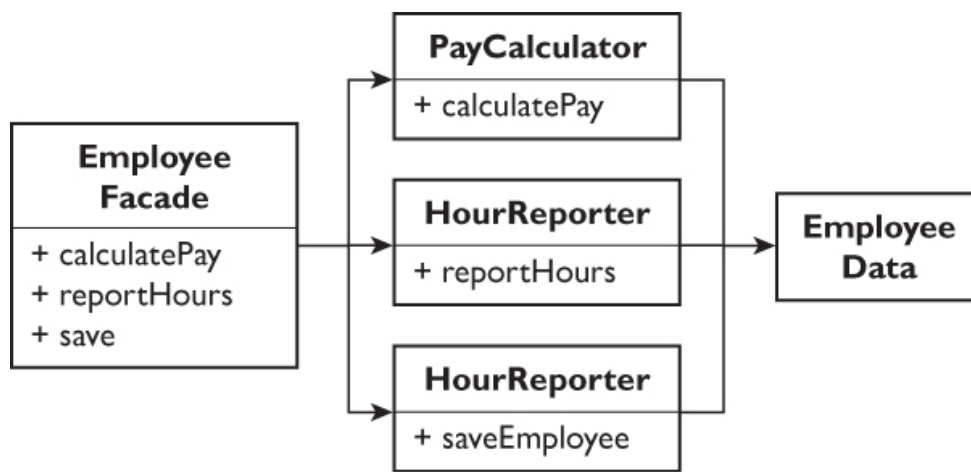 Employee
Facade
+ calculatePay
+ reportHours
+ save
PayCalculator
+ calculatePay
HourReporter
+ reportHours
HourReporter
+ saveEmployee
Employee
Data